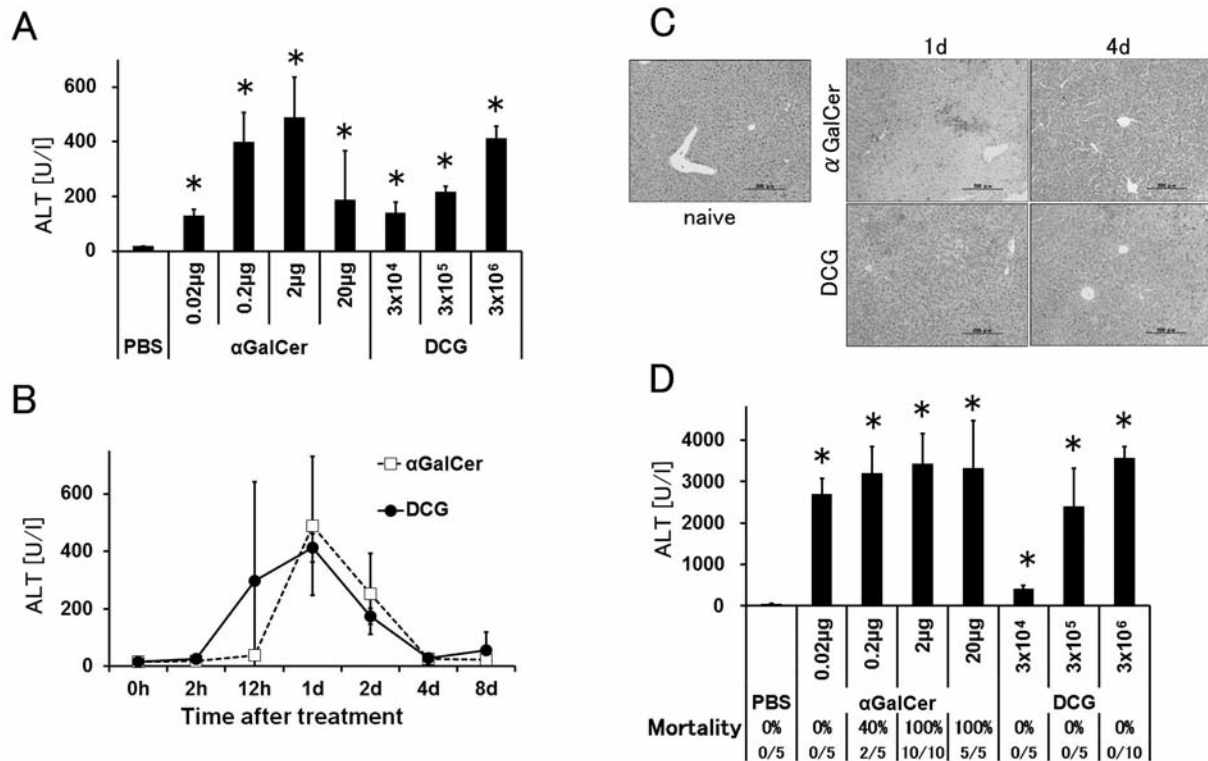 A
ALT [U/l]
600
400
200
0
*
*
*
*
*
*
*
0.02µg
0.2µg
2µg
20µg
3x10⁴
3x10⁵
3x10⁶
PBS
αGalCer
DCG
B
ALT [U/l]
600
400
200
0
αGalCer
DCG
0h 2h 12h 1d 2d 4d 8d
Time after treatment
C
1d 4d
naive
α GalCer
DCG
D
ALT [U/l]
4000
3000
2000
1000
0
*
*
*
*
*
*
*
0.02µg
0.2µg
2µg
20µg
3x10⁴
3x10⁵
3x10⁶
PBS
αGalCer
DCG
Mortality 0% 0% 40% 100% 100% 0% 0% 0%
0/5 0/5 2/5 10/10 5/5 0/5 0/5 0/10